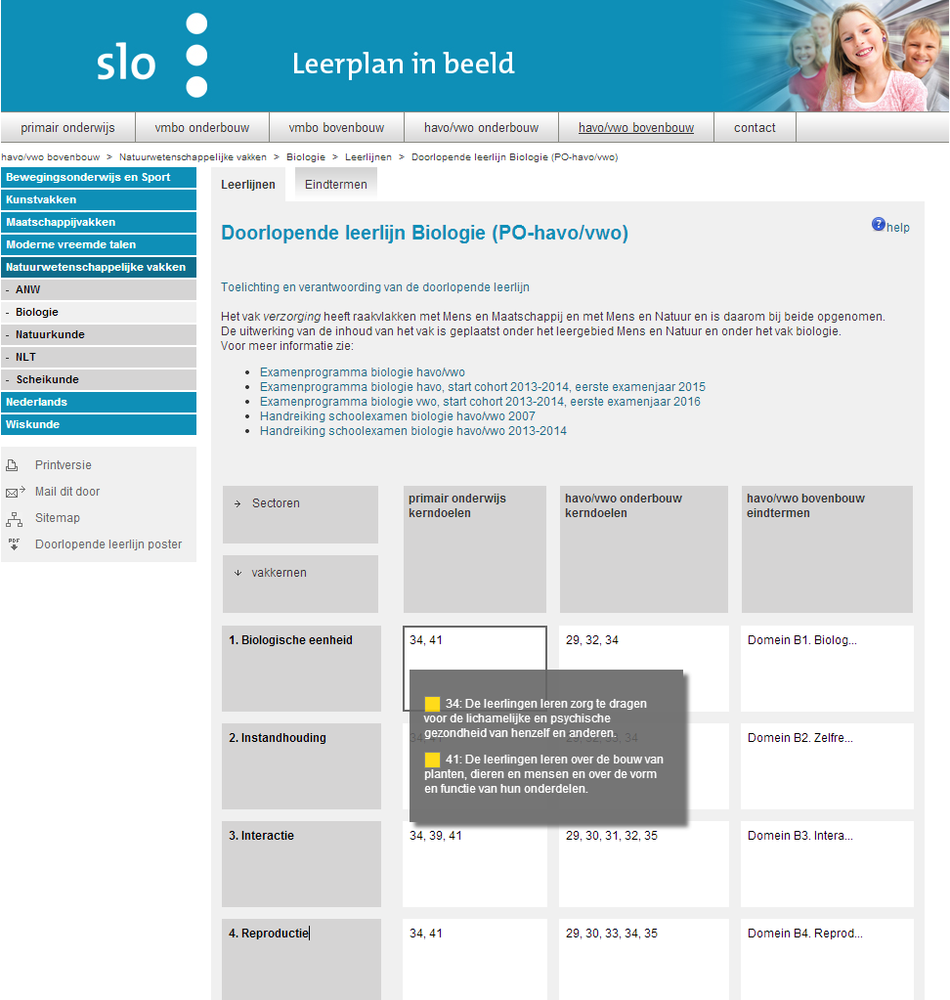 slo
Leerplan in beeld
primair onderwijs
vmbo onderbouw
vmbo bovenbouw
havo/vwo onderbouw
havo/vwo bovenbouw
contact
havo/vwo bovenbouw > Natuurwetenschappelijke vakken > Biologie > Leerlijnen > Doorlopende leerlijn Biologie (PO-havo/vwo)
Bewegingsonderwijs en Sport
Kunstvakken
Maatschappijvakken
Moderne vreemde talen
Natuurwetenschappelijke vakken
- ANW
- Biologie
- Natuurkunde
- NLT
- Scheikunde
Nederlands
Wiskunde
Printversie
Mail dit door
Sitemap
PDF
Doorlopende leerlijn poster
Leerlijnen
Eindtermen
Doorlopende leerlijn Biologie (PO-havo/vwo)
? help
Toelichting en verantwoording van de doorlopende leerlijn
Het vak verzorging heeft raakvlakken met Mens en Maatschappij en met Mens en Natuur en is daarom bij beide opgenomen.
De uitwerking van de inhoud van het vak is geplaatst onder het leergebied Mens en Natuur en onder het vak biologie.
Voor meer informatie zie:
• Examenprogramma biologie havo/vwo
• Examenprogramma biologie havo, start cohort 2013-2014, eerste examenjaar 2015
• Examenprogramma biologie vwo, start cohort 2013-2014, eerste examenjaar 2016
• Handreiking schoolexamen biologie havo/vwo 2007
• Handreiking schoolexamen biologie havo/vwo 2013-2014
Sectoren
vakkernen
primair onderwijs
kerndoelen
havo/vwo onderbouw
kerndoelen
havo/vwo bovenbouw
eindtermen
1. Biologische eenheid
34, 41
29, 32, 34
Domein B1. Biolog...
34: De leerlingen leren zorg te dragen
voor de lichamelijke en psychische
gezondheid van henzelf en anderen.
41: De leerlingen leren over de bouw van
planten, dieren en mensen en over de vorm
en functie van hun onderdelen.
2. Instandhouding
Domein B2. Zelfre...
3. Interactie
34, 39, 41
29, 30, 31, 32, 35
Domein B3. Intera...
4. Reproductie
34, 41
29, 30, 33, 34, 35
Domein B4. Reprod...